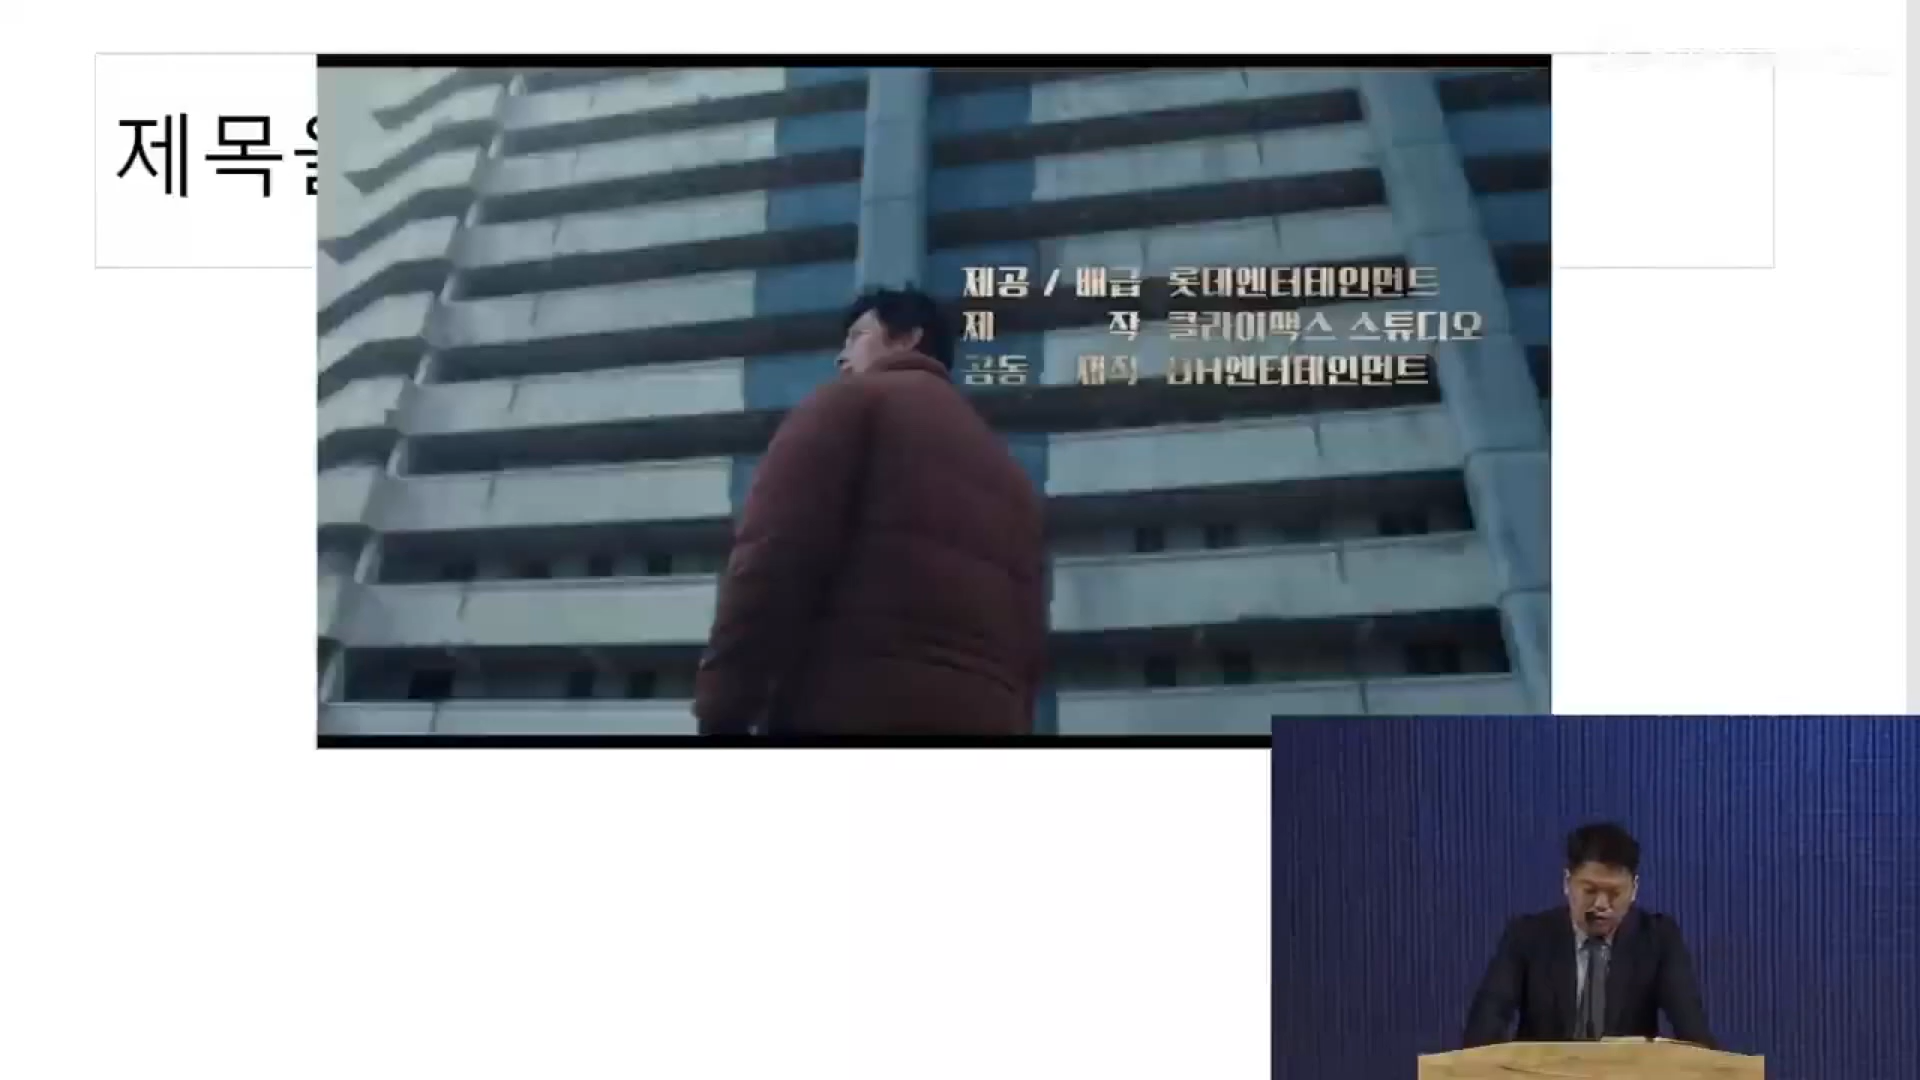 제목을
제공 / 배급 롯데엔터테인먼트
제 작 클라이맥스 스튜디오
공동 제작 BH엔터테인먼트